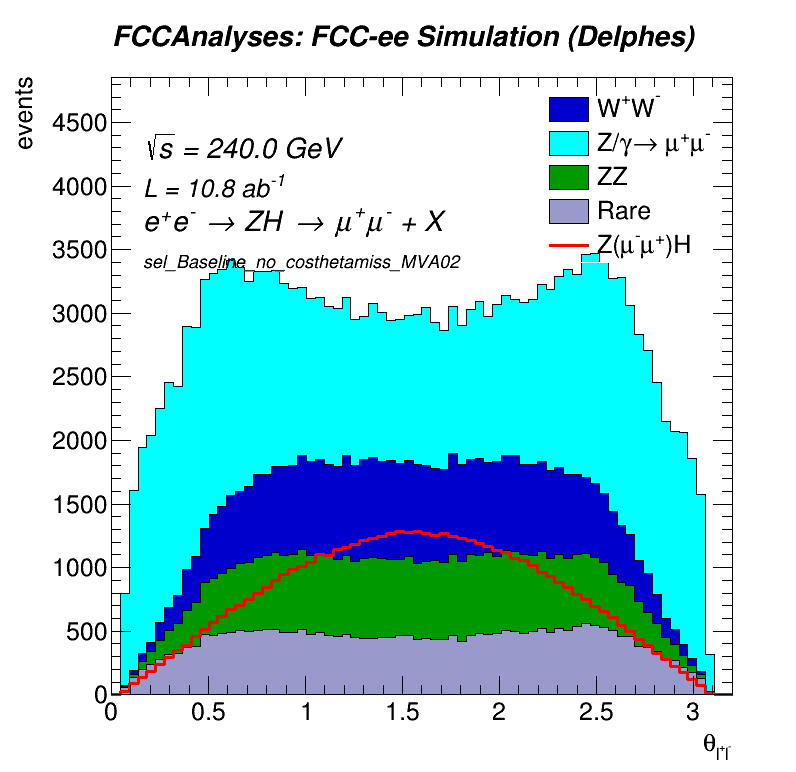 FCCAnalyses: FCC-ee Simulation (Delphes)
events
√s = 240.0 GeV
L = 10.8 ab⁻¹
e⁺e⁻ → ZH → μ⁺μ⁻ + X
sel_Baseline_no_costhetamiss_MVA02
W⁺W⁻
Z/γ→ μ⁺μ⁻
ZZ
Rare
Z(μ⁻μ⁺)H
4500
4000
3500
3000
2500
2000
1500
1000
500
0
0 0.5 1 1.5 2 2.5 3
θ_{l⁺l⁻}